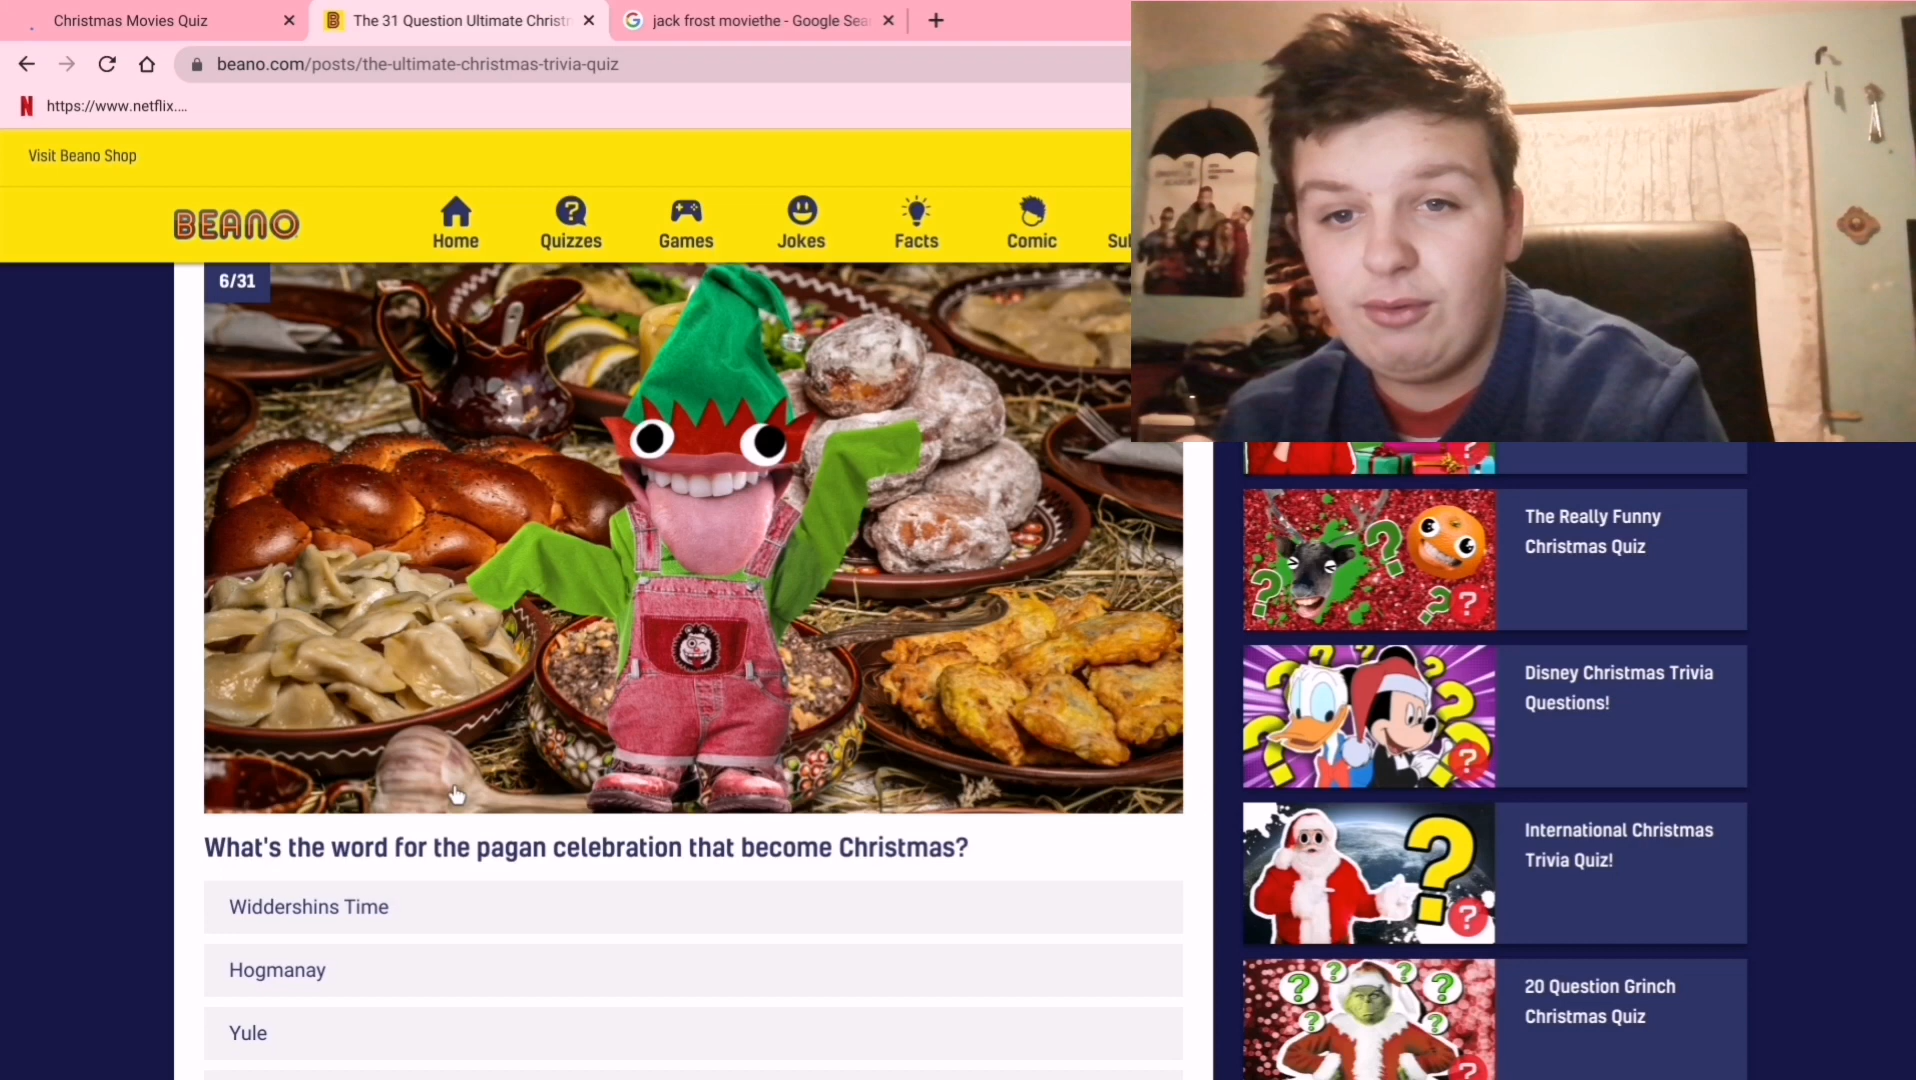 Christmas Movies Quiz
The 31 Question Ultimate Christ
jack frost moviethe - Google Sea
beano.com/posts/the-ultimate-christmas-trivia-quiz
https://www.netflix....
Visit Beano Shop
BEANO
Home
Quizzes
Games
Jokes
Facts
Comic
Sul
6/31
What's the word for the pagan celebration that become Christmas?
Widdershins Time
Hogmanay
Yule
The Really Funny
Christmas Quiz
Disney Christmas Trivia
Questions!
International Christmas
Trivia Quiz!
20 Question Grinch
Christmas Quiz